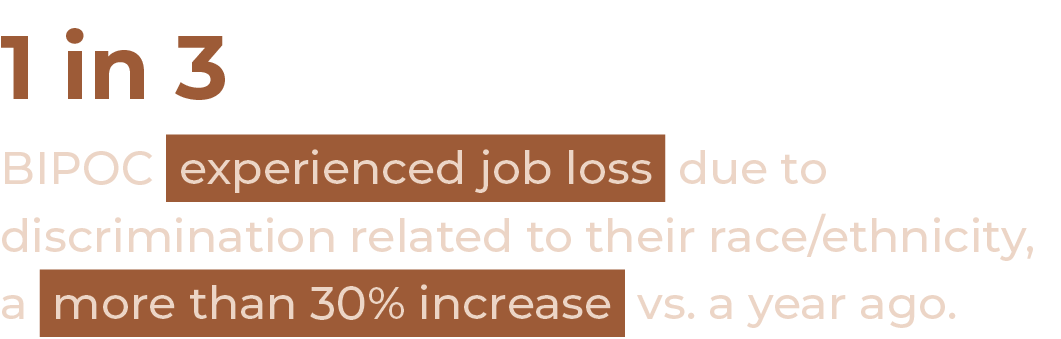 1 in 3
BIPOC experienced job loss due to
discrimination related to their race/ethnicity,
a more than 30% increase vs. a year ago.